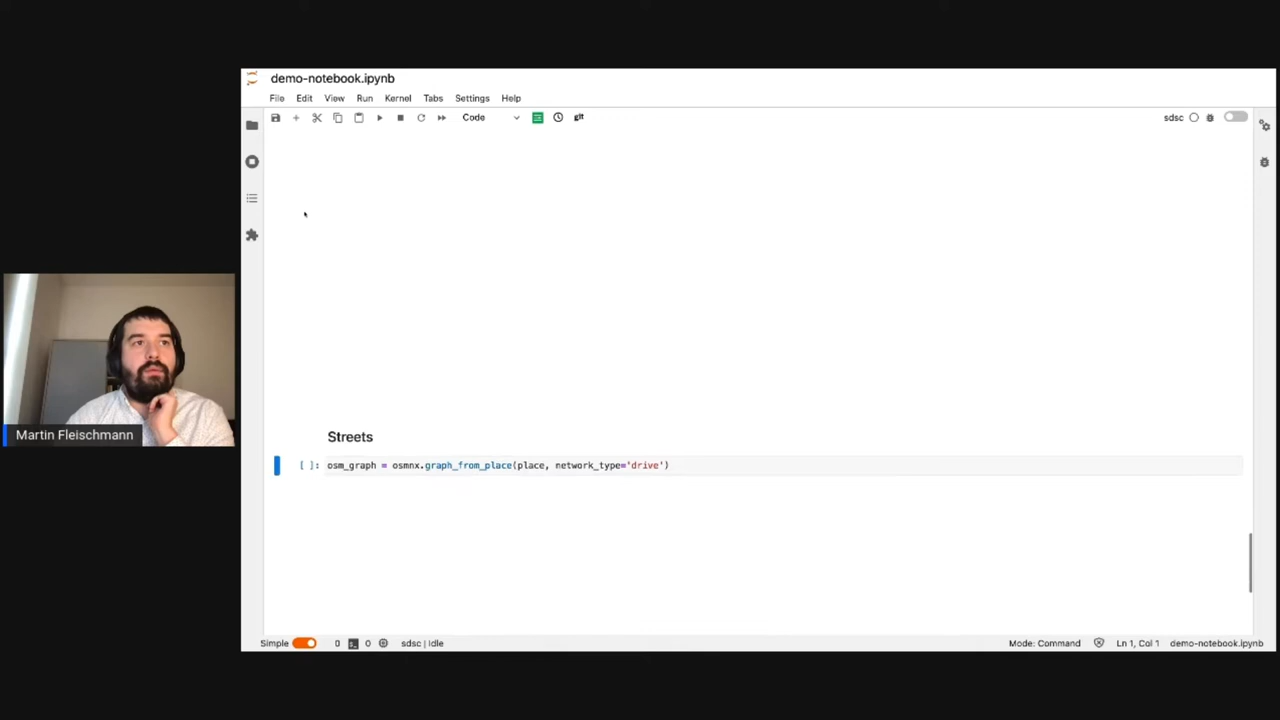 demo-notebook.ipynb
File Edit View Run Kernel Tabs Settings Help
Code git sdsc
Streets
[ ]: osm_graph = osmnx.graph_from_place(place, network_type='drive')
Martin Fleischmann
Simple 0 0 sdsc | Idle Mode: Command Ln 1, Col 1 demo-notebook.ipynb